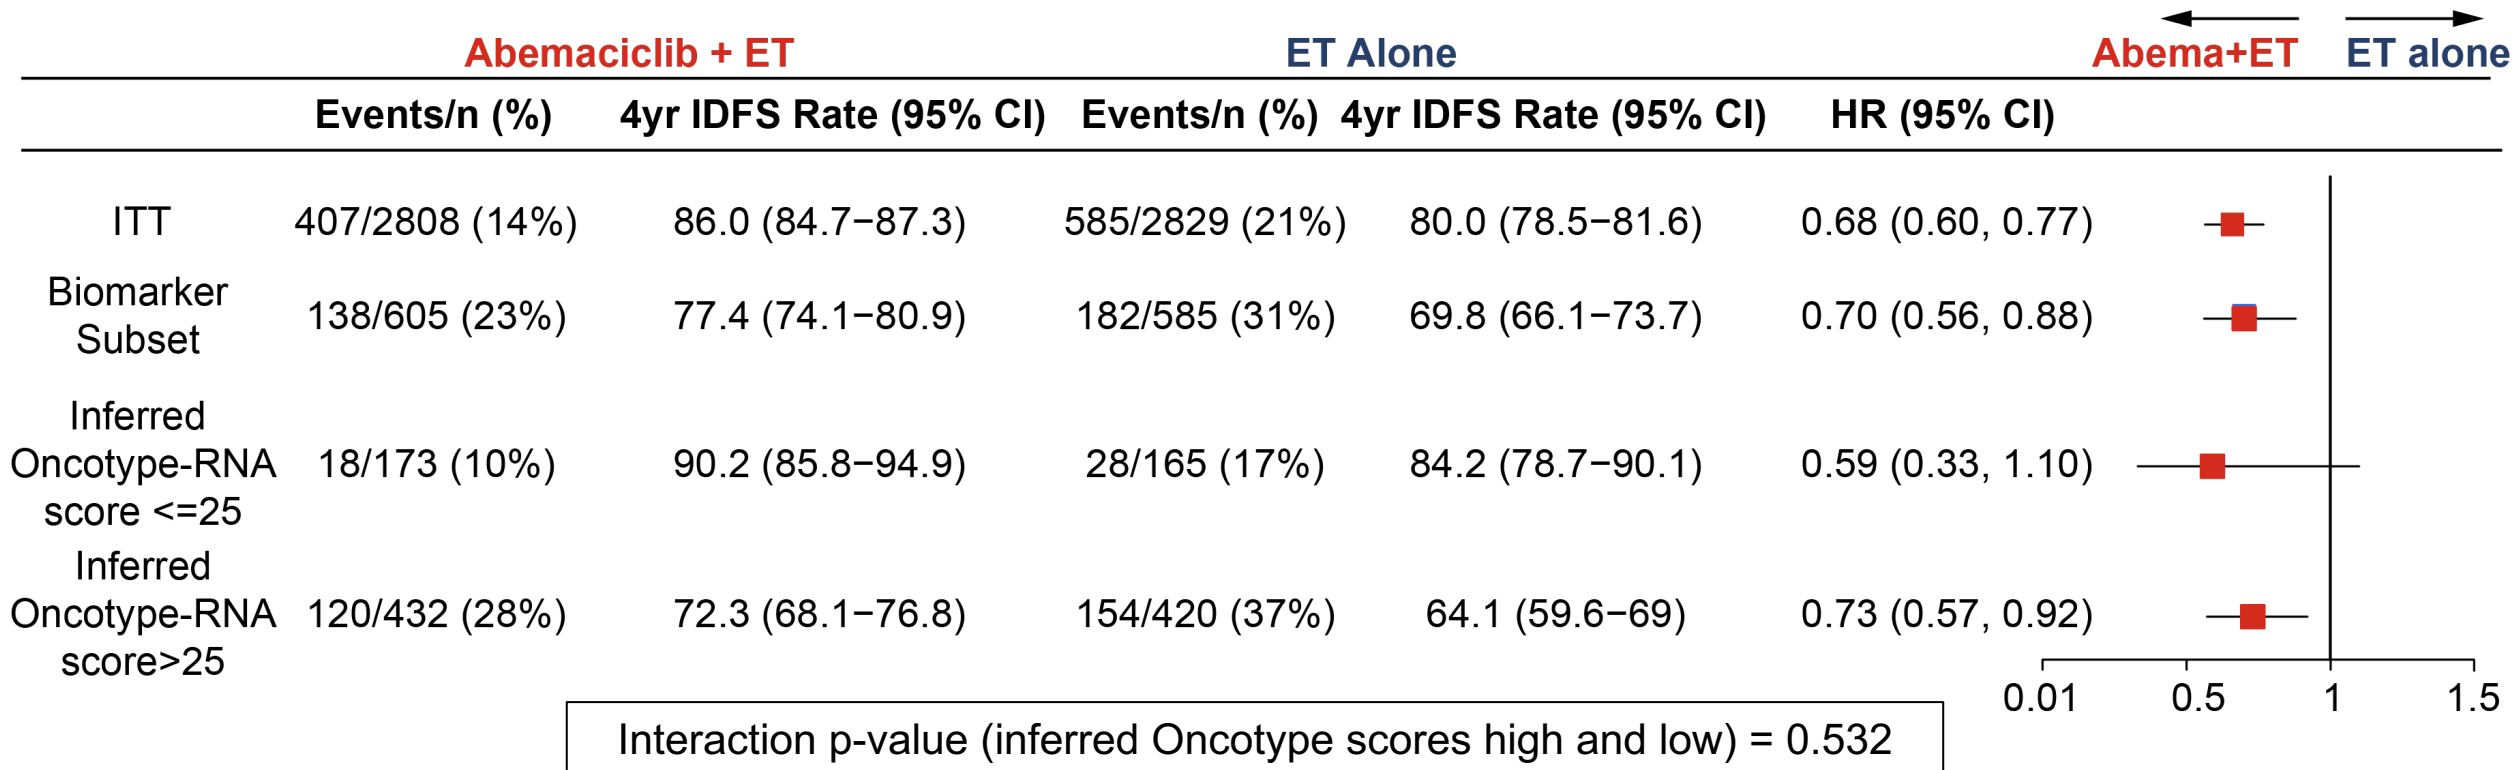 Abemaciclib + ET ET Alone Abema+ET ET alone
Events/n (%) 4yr IDFS Rate (95% CI) Events/n (%) 4yr IDFS Rate (95% CI) HR (95% CI)
ITT 407/2808 (14%) 86.0 (84.7−87.3) 585/2829 (21%) 80.0 (78.5−81.6) 0.68 (0.60, 0.77)
Biomarker
Subset 138/605 (23%) 77.4 (74.1−80.9) 182/585 (31%) 69.8 (66.1−73.7) 0.70 (0.56, 0.88)
Inferred
Oncotype-RNA 18/173 (10%) 90.2 (85.8−94.9) 28/165 (17%) 84.2 (78.7−90.1) 0.59 (0.33, 1.10)
score <=25
Inferred
Oncotype-RNA 120/432 (28%) 72.3 (68.1−76.8) 154/420 (37%) 64.1 (59.6−69) 0.73 (0.57, 0.92)
score>25
0.01 0.5 1 1.5
Interaction p-value (inferred Oncotype scores high and low) = 0.532